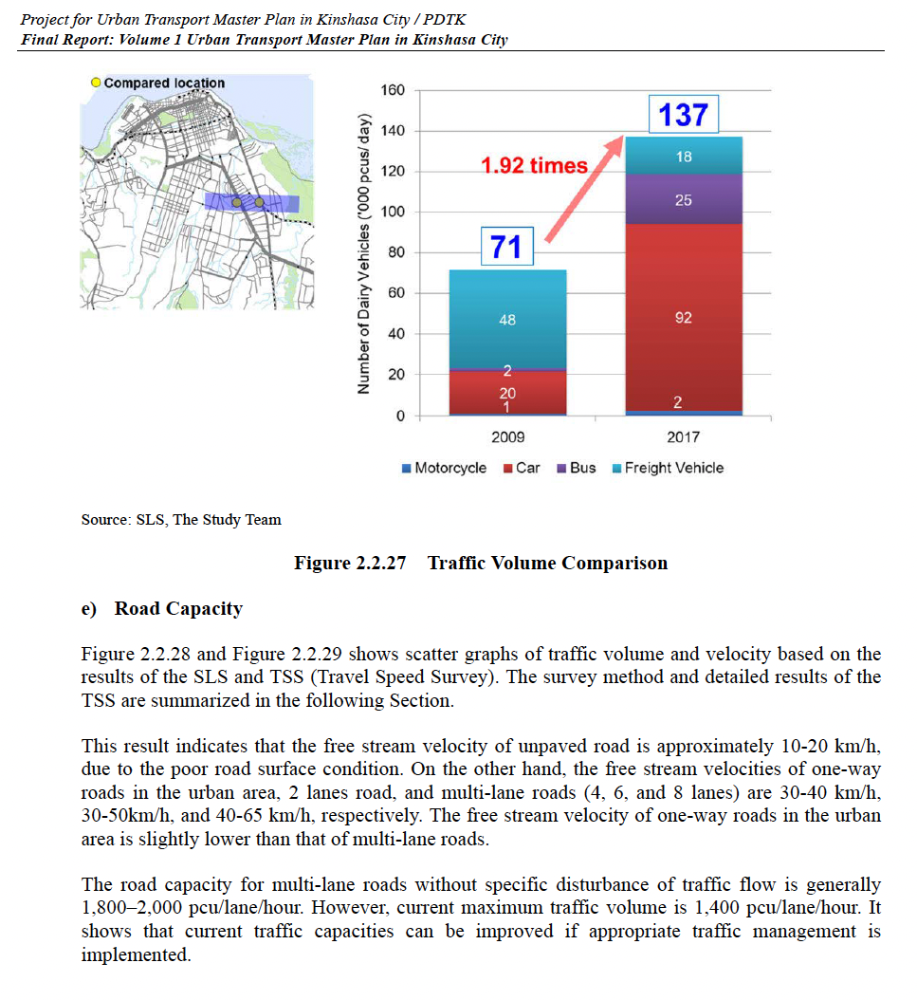 Project for Urban Transport Master Plan in Kinshasa City / PDTK
Final Report: Volume 1 Urban Transport Master Plan in Kinshasa City
Compared location
Number of Dairy Vehicles ('000 pcus/ day)
160
140
120
100
80
60
40
20
0
71
1.92 times
137
48
2
20
1
18
25
92
2
2009
2017
Motorcycle Car Bus Freight Vehicle
Source: SLS, The Study Team
Figure 2.2.27 Traffic Volume Comparison
e) Road Capacity
Figure 2.2.28 and Figure 2.2.29 shows scatter graphs of traffic volume and velocity based on the
results of the SLS and TSS (Travel Speed Survey). The survey method and detailed results of the
TSS are summarized in the following Section.
This result indicates that the free stream velocity of unpaved road is approximately 10-20 km/h,
due to the poor road surface condition. On the other hand, the free stream velocities of one-way
roads in the urban area, 2 lanes road, and multi-lane roads (4, 6, and 8 lanes) are 30-40 km/h,
30-50km/h, and 40-65 km/h, respectively. The free stream velocity of one-way roads in the urban
area is slightly lower than that of multi-lane roads.
The road capacity for multi-lane roads without specific disturbance of traffic flow is generally
1,800–2,000 pcu/lane/hour. However, current maximum traffic volume is 1,400 pcu/lane/hour. It
shows that current traffic capacities can be improved if appropriate traffic management is
implemented.